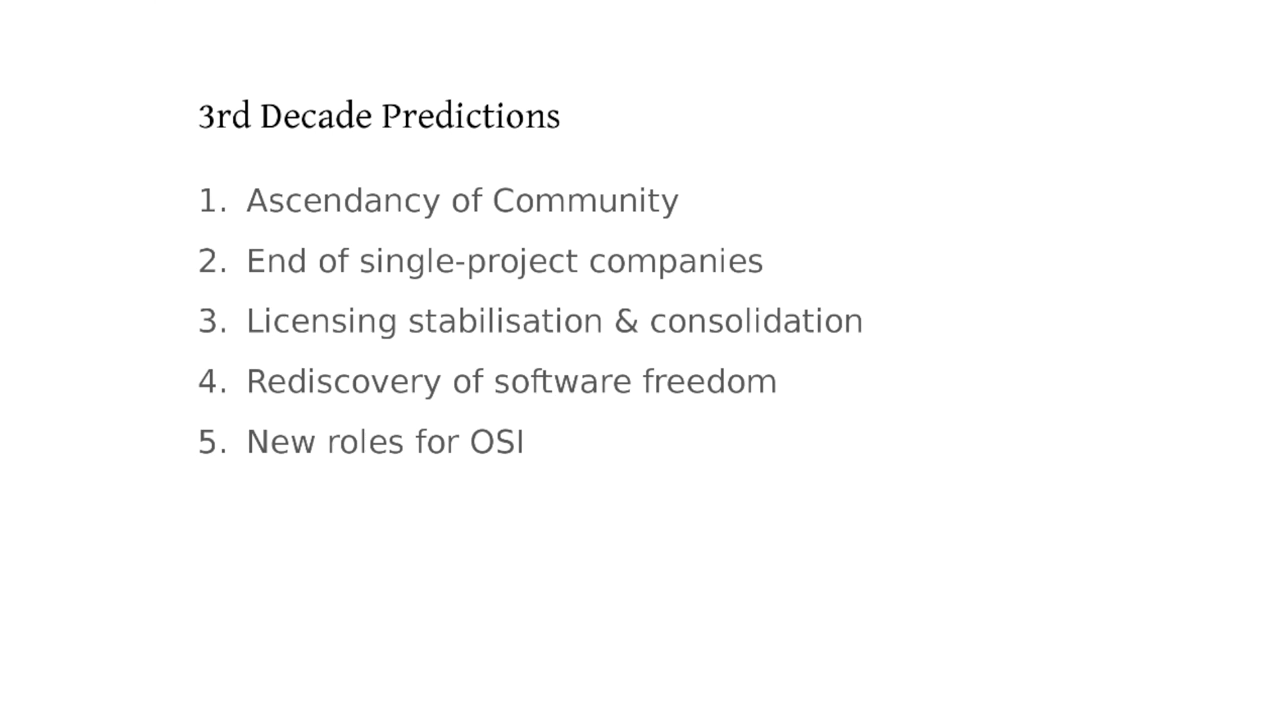 3rd Decade Predictions
1. Ascendancy of Community
2. End of single-project companies
3. Licensing stabilisation & consolidation
4. Rediscovery of software freedom
5. New roles for OSI